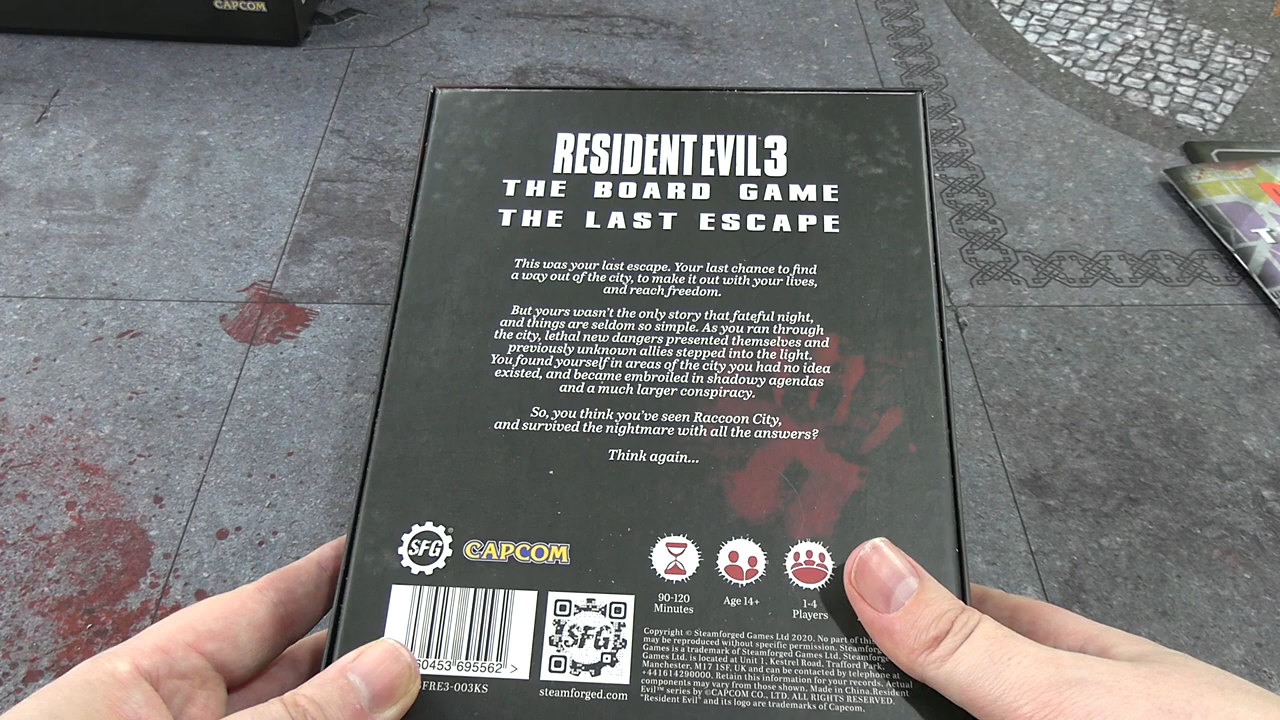 CAPCOM
RESIDENT EVIL 3
THE BOARD GAME
THE LAST ESCAPE
This was your last escape. Your last chance to find
a way out of the city, to make it out with your lives,
and reach freedom.
But yours wasn't the only story that fateful night,
and things are seldom so simple. As you ran through
the city, lethal new dangers presented themselves and
previously unknown allies stepped into the light.
You found yourself in areas of the city you had no idea
existed, and became embroiled in shadowy agendas
and a much larger conspiracy.
So, you think you've seen Raccoon City,
and survived the nightmare with all the answers?
Think again...
SFG® CAPCOM
90-120
Minutes
Age 14+
1-4
Players
60453 695562 >
SFG
FRE3-003KS
steamforged.com
Copyright © Steamforged Games Ltd 2020. No part of this
may be reproduced without specific permission.
is a trademark of Steamforged Games Ltd.
Games Ltd. is located at Unit 1, Kestrel Road, Trafford Park,
Manchester, M17 1SF, UK and can be contacted by telephone at
+441614290000. Retain this information for your records. Actual
components may vary from those shown. Made in China. Resident
Evil™ series by ©CAPCOM CO., LTD. ALL RIGHTS RESERVED.
"Resident Evil" and its logo are trademarks of Capcom.